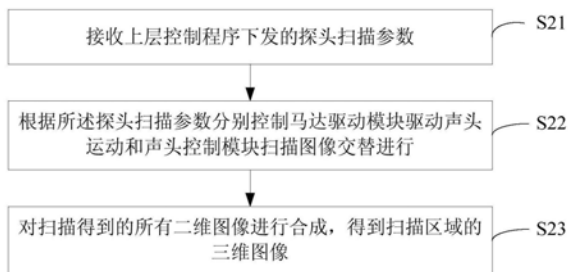 接收上层控制程序下发的探头扫描参数
S21
根据所述探头扫描参数分别控制马达驱动模块驱动声头
运动和声头控制模块扫描图像交替进行
S22
对扫描得到的所有二维图像进行合成，得到扫描区域的
三维图像
S23